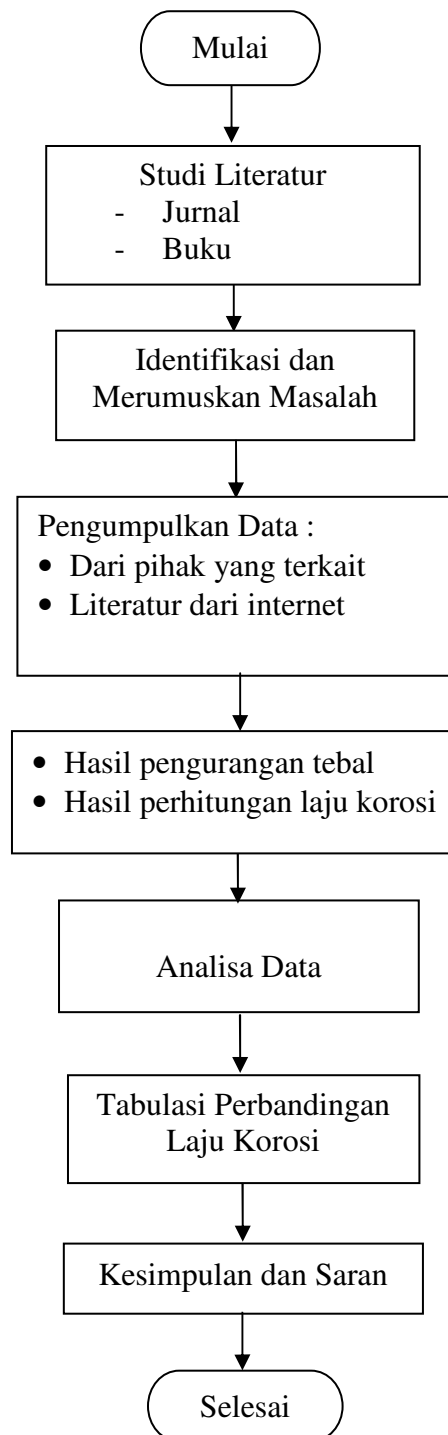 Mulai
Studi Literatur
- Jurnal
- Buku
Identifikasi dan
Merumuskan Masalah
Pengumpulkan Data :
• Dari pihak yang terkait
• Literatur dari internet
• Hasil pengurangan tebal
• Hasil perhitungan laju korosi
Analisa Data
Tabulasi Perbandingan
Laju Korosi
Kesimpulan dan Saran
Selesai